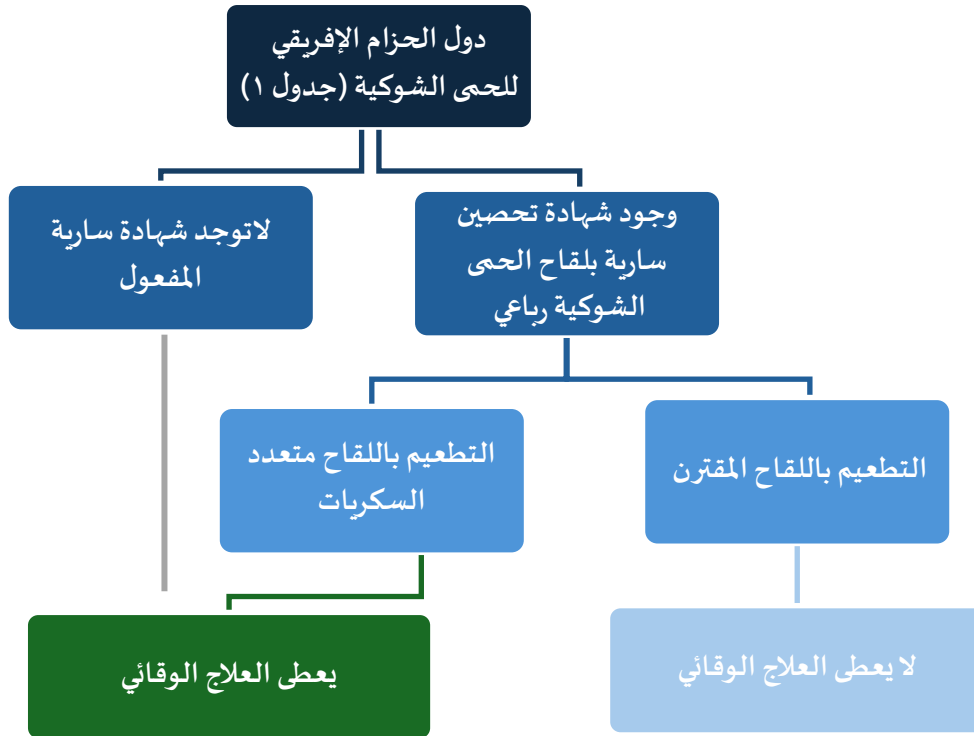 دول الحزام الإفريقي
للحمى الشوكية (جدول ١)
وجود شهادة تحصين
سارية بلقاح الحمى
الشوكية رباعي
لاتوجد شهادة سارية
المفعول
التطعيم باللقاح المقترن
التطعيم باللقاح متعدد
السكريات
لا يعطى العلاج الوقائي
يعطى العلاج الوقائي